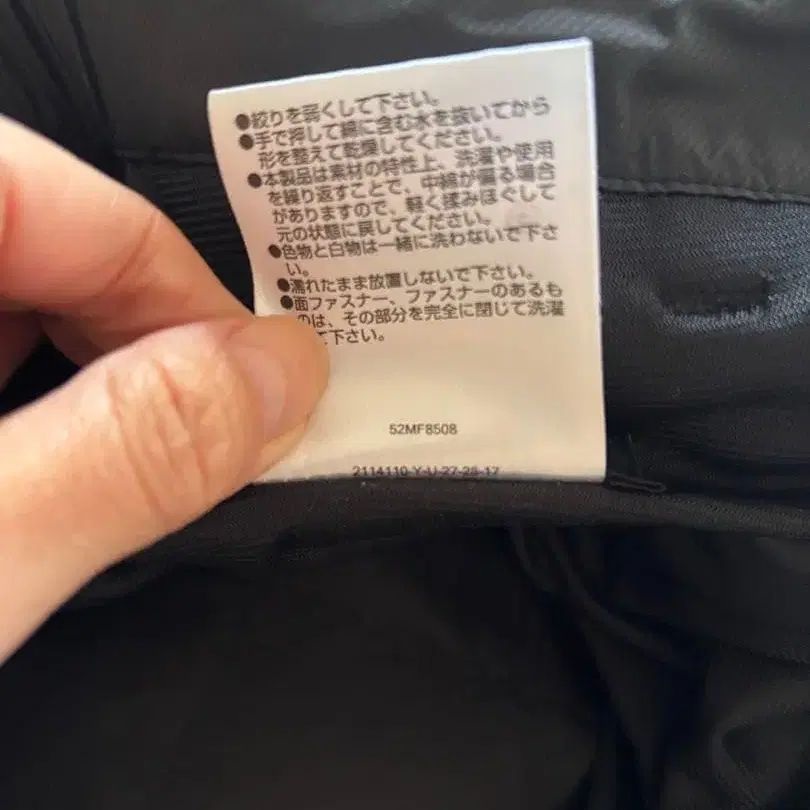 ●絞りを弱くして下さい。
●手で押して綿に含む水を抜いてから
形を整えて乾燥してください。
●本製品は素材の特性上、洗濯や使用
を繰り返すことで、中綿が偏る場合
がありますので、軽く揉みほぐして
元の状態に戻してください。
●色物と白物は一緒に洗わないで下さ
い。
●濡れたまま放置しないで下さい。
●面ファスナー、ファスナーのあるも
のは、その部分を完全に閉じて洗濯
て下さい。
52MF8508
2114110-Y-U-27-28-17